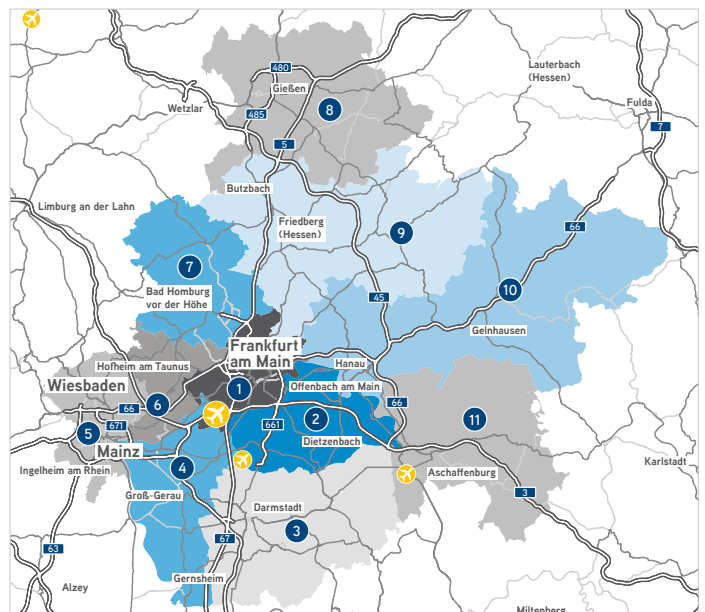 480
Gießen
Lauterbach
(Hessen)
Wetzlar
8
485
Fulda
7
5
Butzbach
Limburg an der Lahn
Friedberg
(Hessen)
9
66
7
Bad Homburg
vor der Höhe
45
10
Gelnhausen
Frankfurt
am Main
Hofheim am Taunus
Hanau
Wiesbaden
1
Offenbach am Main
6
66
66
2
11
5
671
661
Dietzenbach
Mainz
4
Ingelheim am Rhein
Aschaffenburg
Karlstadt
Groß-Gerau
3
Darmstadt
3
67
63
Gernsheim
Alzey
Miltenberg